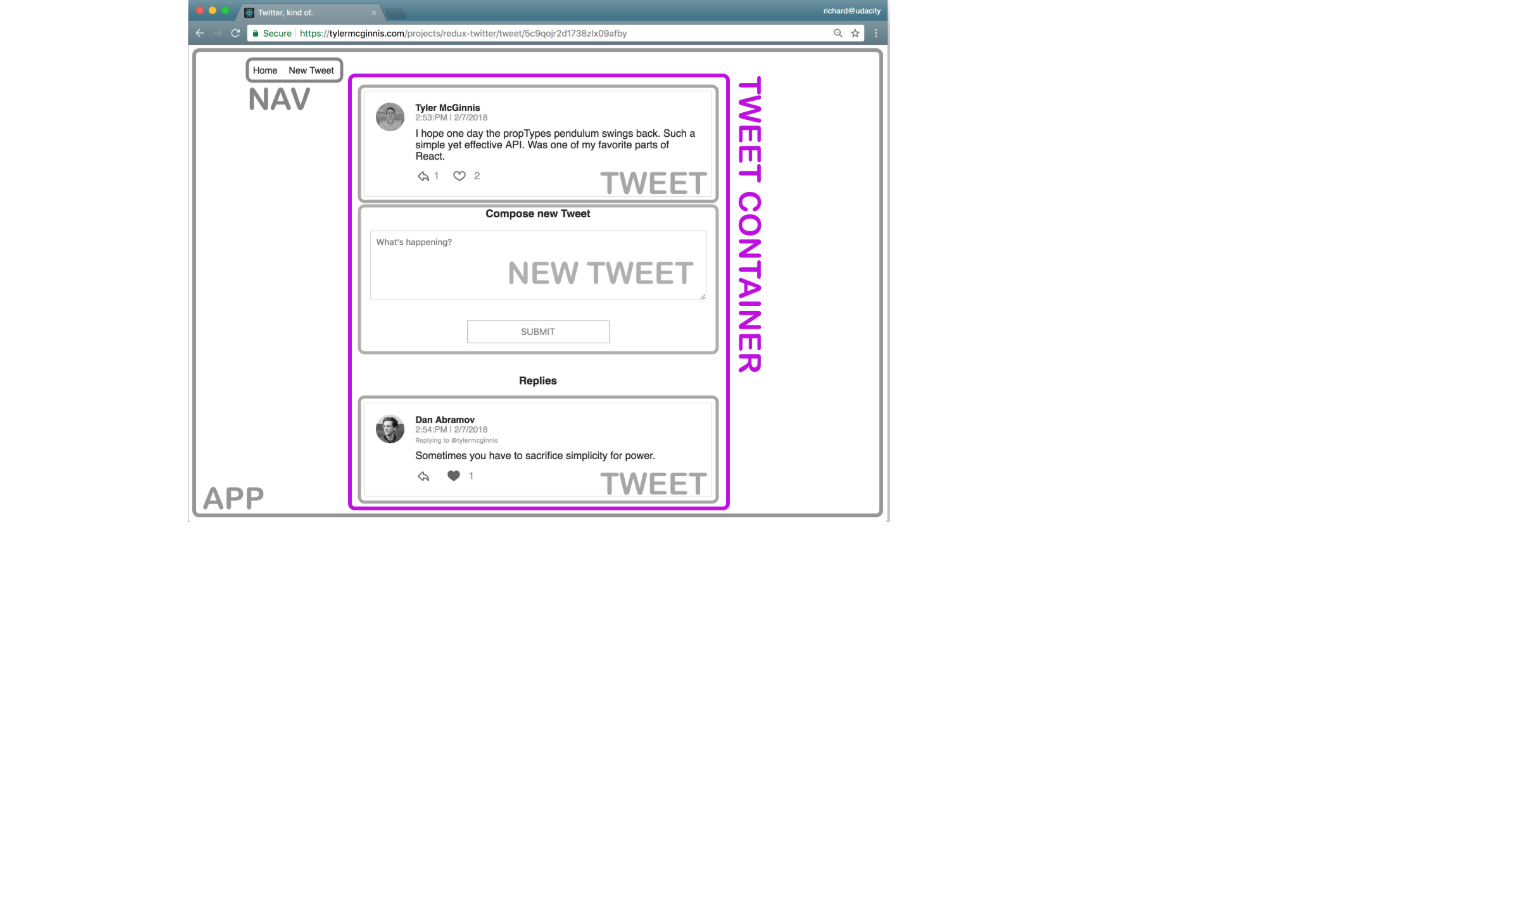 Twitter, kind of.
richard@udacity
Secure https://tylermcginnis.com/projects/redux-twitter/tweet/5c9qojr2d1738zlx09afby
Home New Tweet
NAV
Tyler McGinnis
2:53:PM | 2/7/2018
I hope one day the propTypes pendulum swings back. Such a
simple yet effective API. Was one of my favorite parts of
React.
1 2
TWEET
Compose new Tweet
What's happening?
NEW TWEET
SUBMIT
Replies
Dan Abramov
2:54:PM | 2/7/2018
Replying to @tylermcginnis
Sometimes you have to sacrifice simplicity for power.
1
TWEET
TWEET CONTAINER
APP